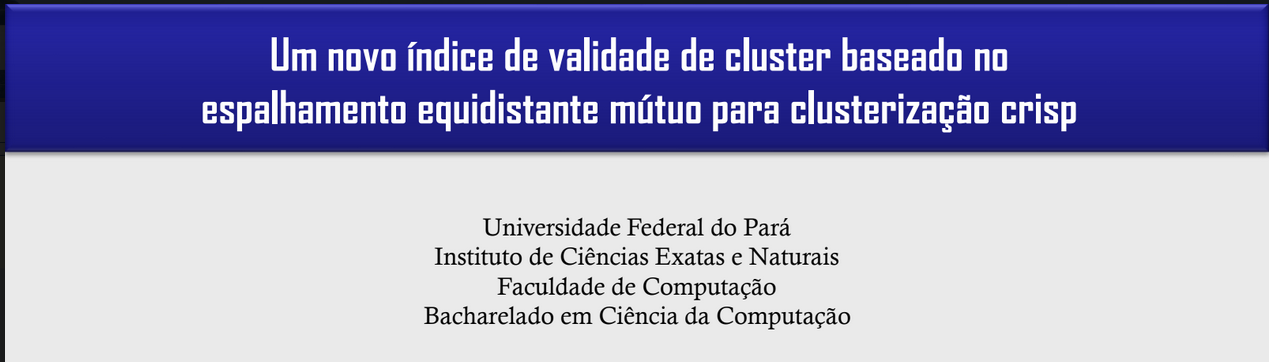 Um novo índice de validade de cluster baseado no
espalhamento equidistante mútuo para clusterização crisp
Universidade Federal do Pará
Instituto de Ciências Exatas e Naturais
Faculdade de Computação
Bacharelado em Ciência da Computação